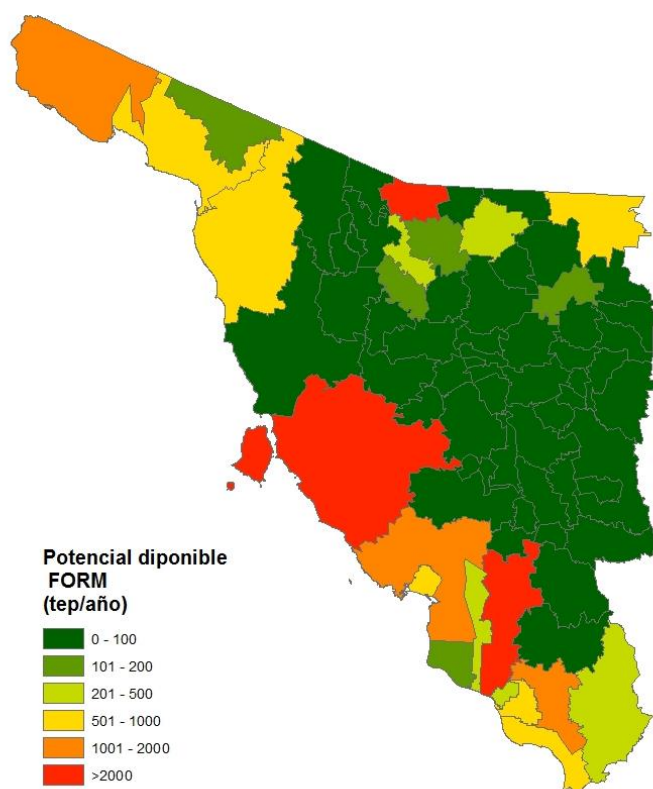 Potencial diponible
FORM
(tep/año)
0 - 100
101 - 200
201 - 500
501 - 1000
1001 - 2000
>2000